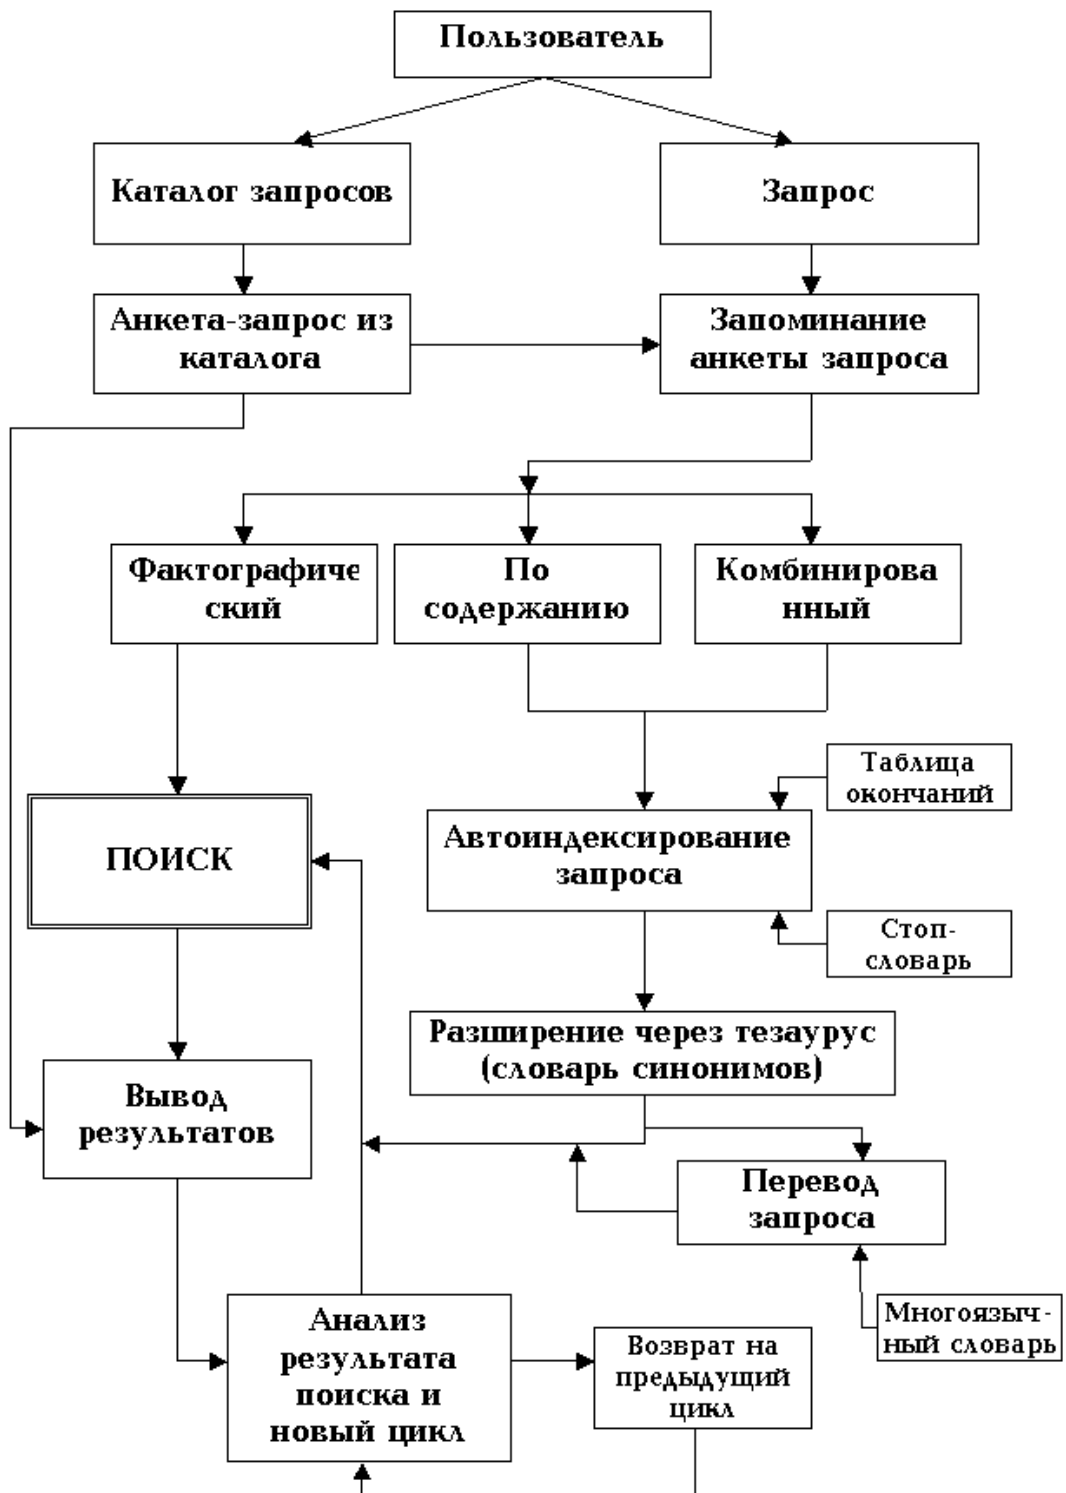 Пользователь
Каталог запросов
Запрос
Анкета-запрос из
каталога
Запоминание
анкеты запроса
Фактографиче
ский
По
содержанию
Комбинирова
нный
Таблица
окончаний
ПОИСК
Автоиндексирование
запроса
Стоп-
словарь
Разширение через тезаурус
(словарь синонимов)
Вывод
результатов
Перевод
запроса
Многоязыч-
ный словарь
Анализ
результата
поиска и
новый цикл
Возврат на
предыдущий
цикл